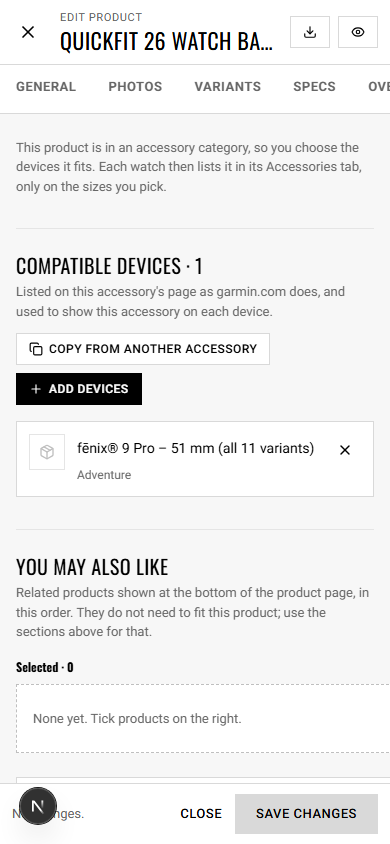 EDIT PRODUCT
QUICKFIT 26 WATCH BA...
GENERAL PHOTOS VARIANTS SPECS OVE
This product is in an accessory category, so you choose the
devices it fits. Each watch then lists it in its Accessories tab,
only on the sizes you pick.
COMPATIBLE DEVICES · 1
Listed on this accessory's page as garmin.com does, and
used to show this accessory on each device.
COPY FROM ANOTHER ACCESSORY
+ ADD DEVICES
fēnix® 9 Pro – 51 mm (all 11 variants)
Adventure
YOU MAY ALSO LIKE
Related products shown at the bottom of the product page, in
this order. They do not need to fit this product; use the
sections above for that.
Selected · 0
None yet. Tick products on the right.
N
nges.
CLOSE
SAVE CHANGES